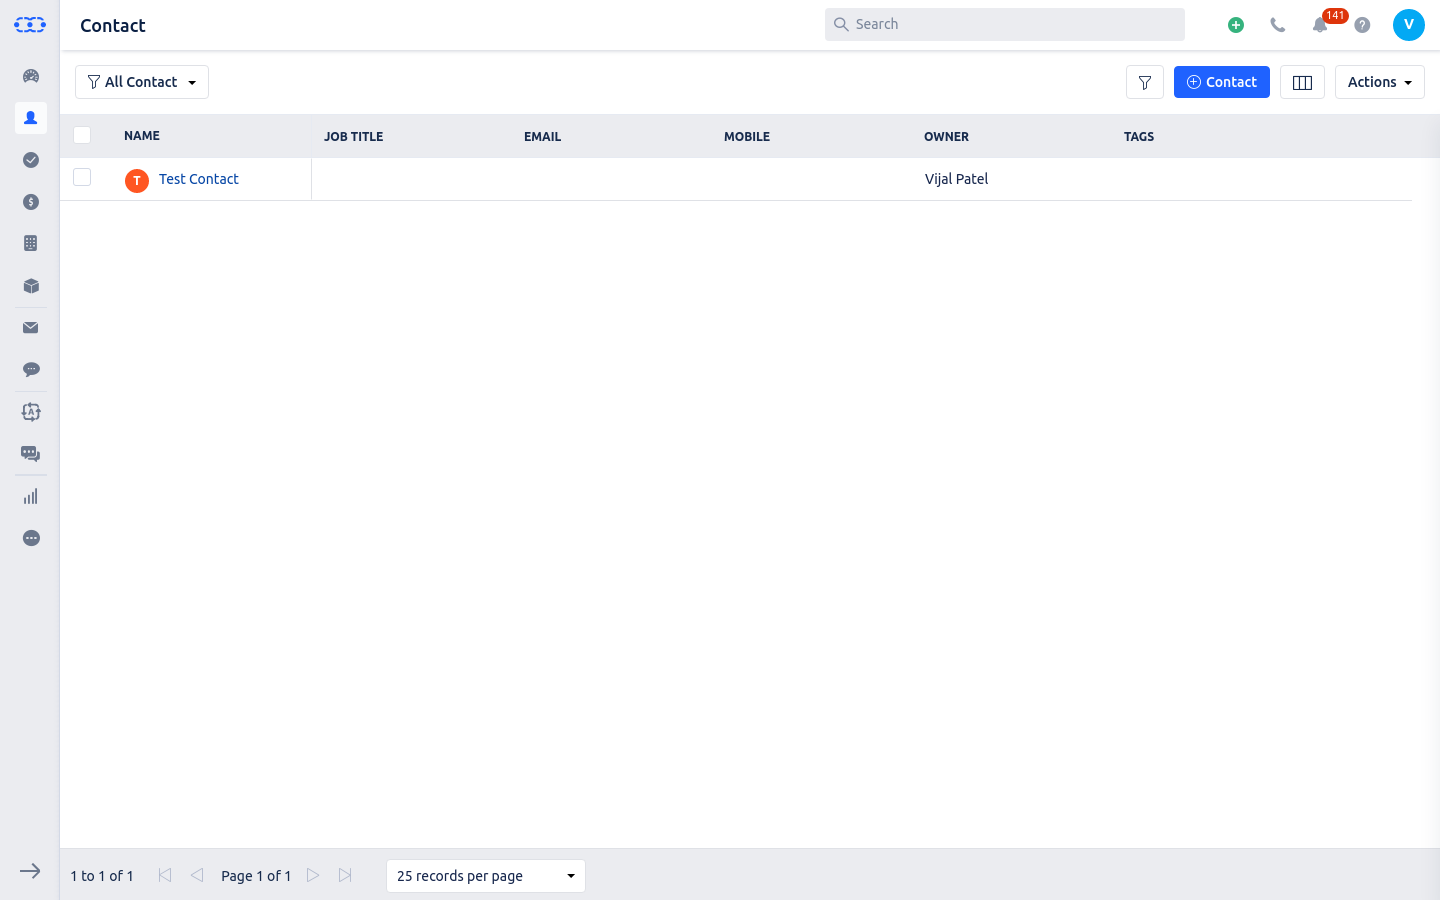 Contact
Search
141
V
All Contact
Contact
Actions
NAME
JOB TITLE
EMAIL
MOBILE
OWNER
TAGS
T
Test Contact
Vijal Patel
1 to 1 of 1
Page 1 of 1
25 records per page